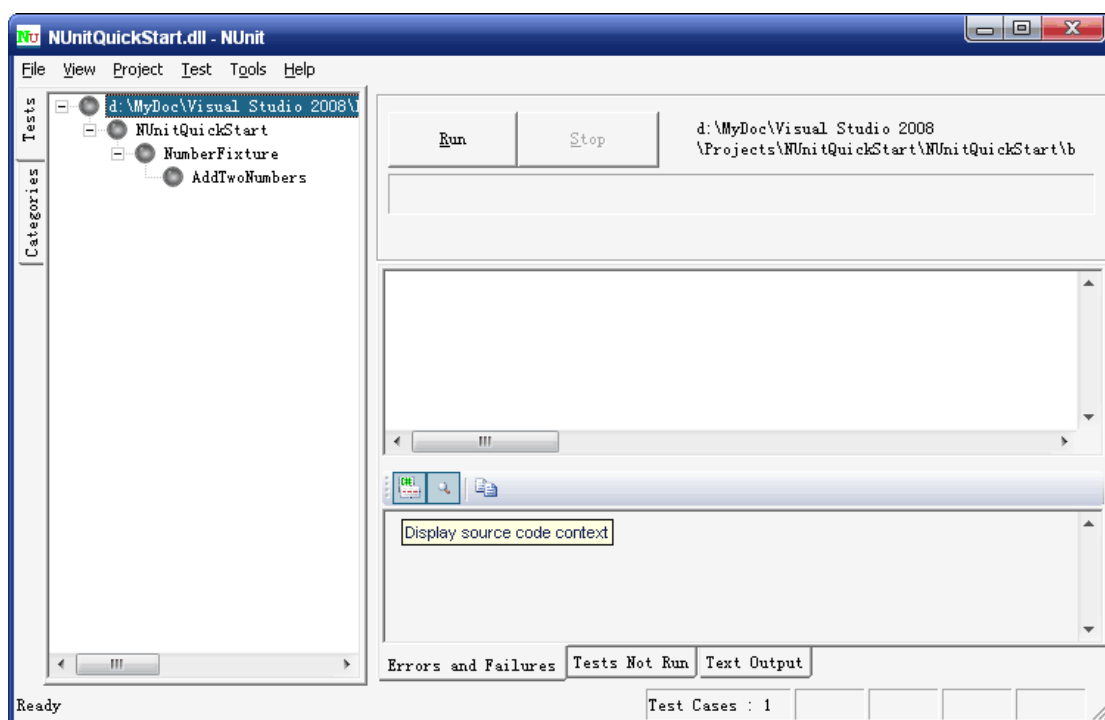 NUnitQuickStart.dll - NUnit
File View Project Test Tools Help
Tests
Categories
d:\MyDoc\Visual Studio 2008\
NUnitQuickStart
NumberFixture
AddTwoNumbers
Run
Stop
d:\MyDoc\Visual Studio 2008
\Projects\NUnitQuickStart\NUnitQuickStart\b
Display source code context
Errors and Failures
Tests Not Run
Text Output
Ready
Test Cases : 1